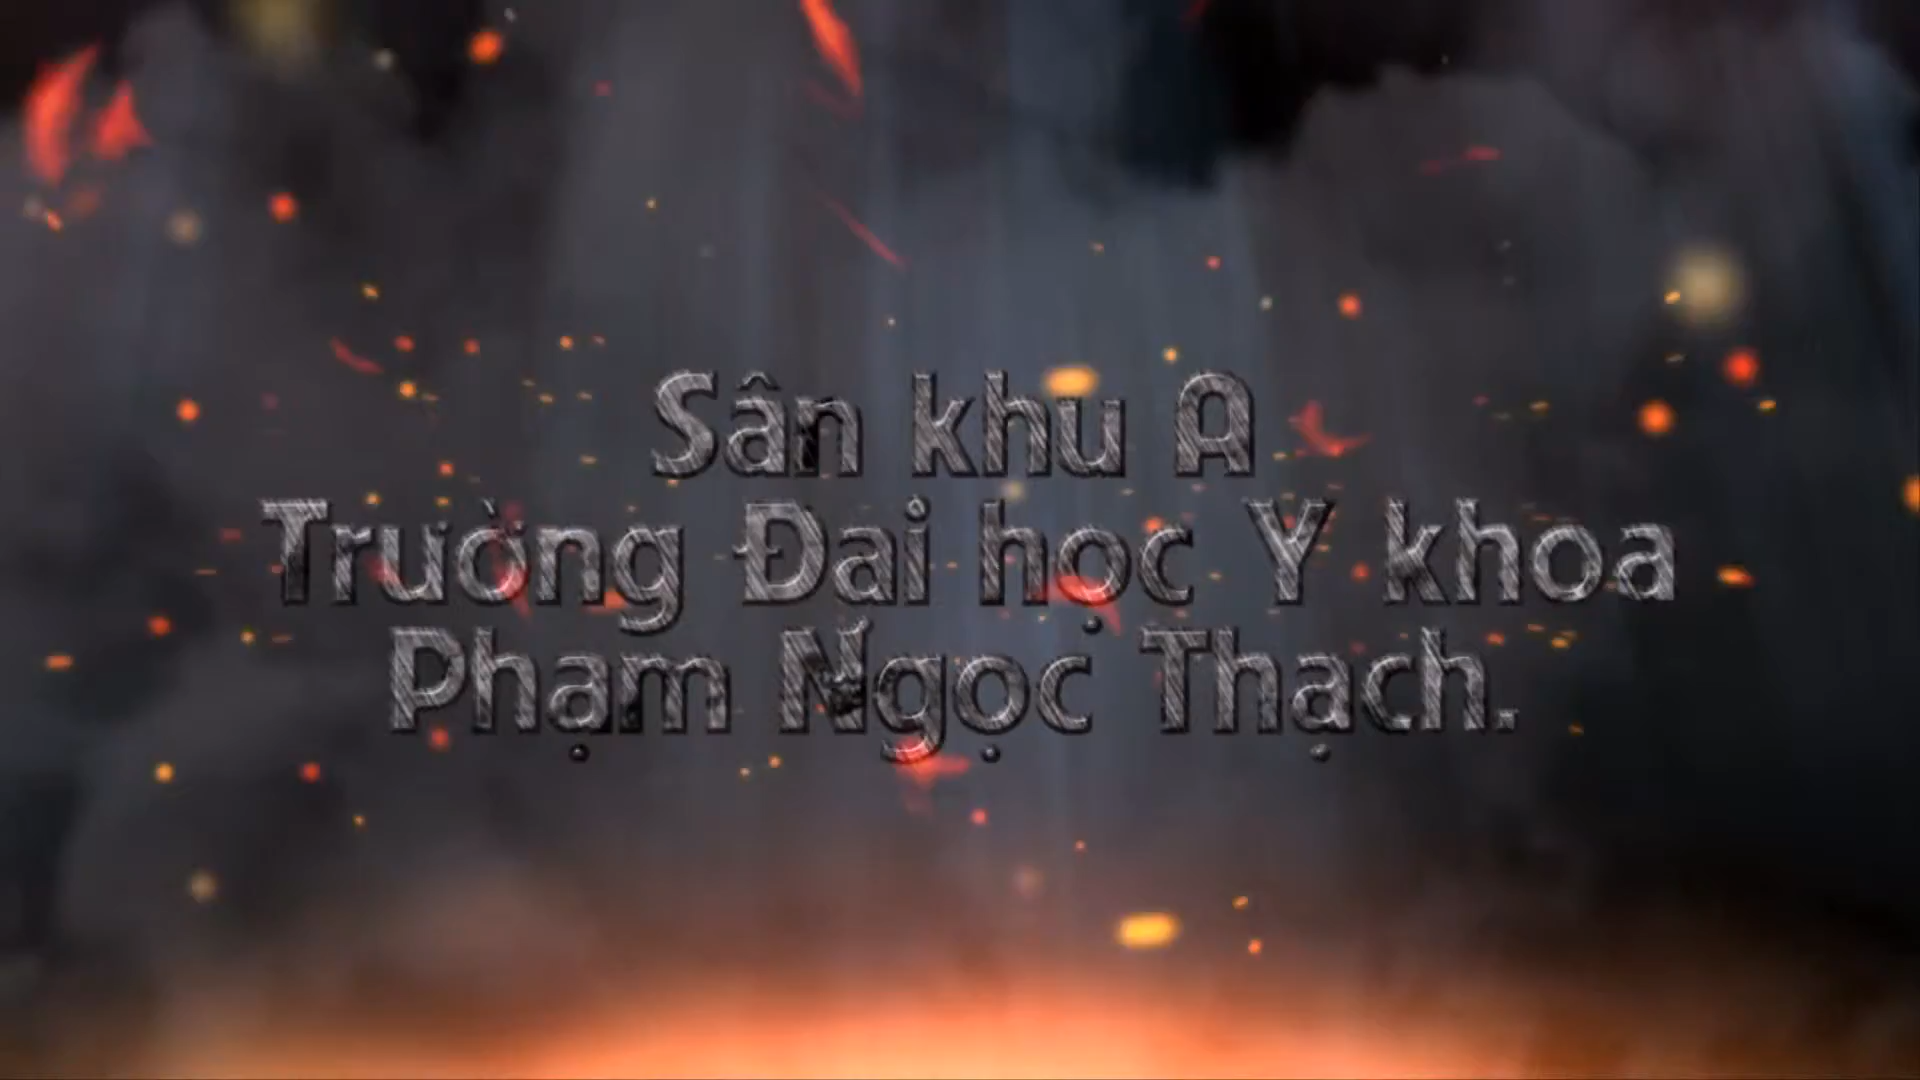 Sân khu A
Trường Đại học Y khoa
Phạm Ngọc Thạch.